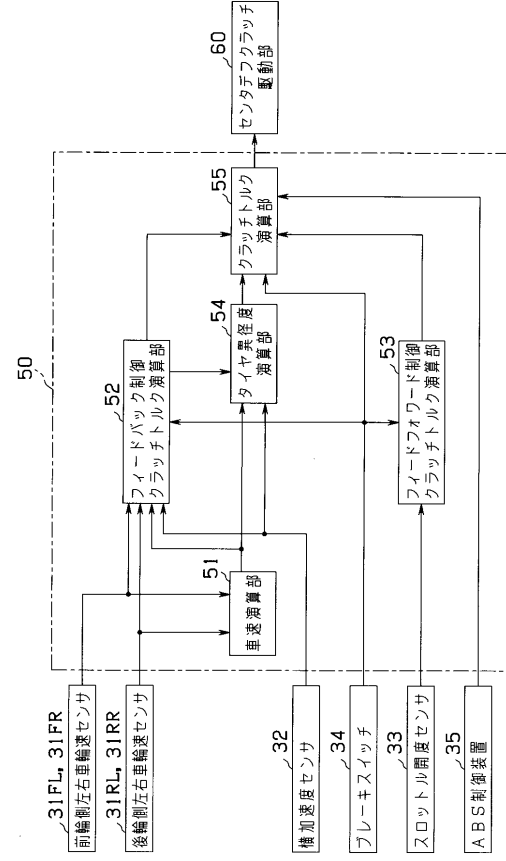 50
31FL, 31FR
前輪側左右車輪速センサ
31RL, 31RR
後輪側左右車輪速センサ
32
横加速度センサ
34
ブレーキスイッチ
33
スロットル開度センサ
35
ABS制御装置
51
車速演算部
52
フィードバック制御
クラッチトルク演算部
54
タイヤ異径度
演算部
53
フィードフォワード制御
クラッチトルク演算部
55
クラッチトルク
演算部
60
センタデフクラッチ
駆動部